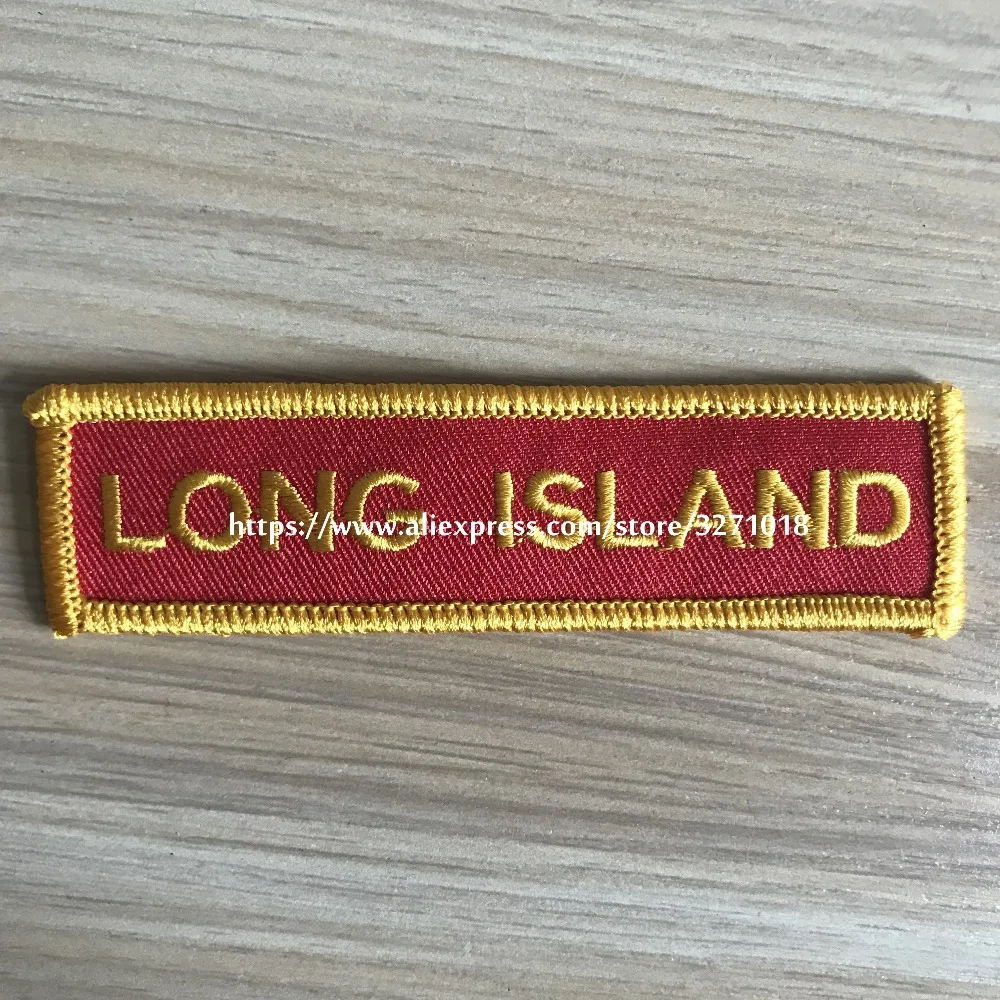 LONG ISLAND
https://www.aliexpress.com/store/3271018